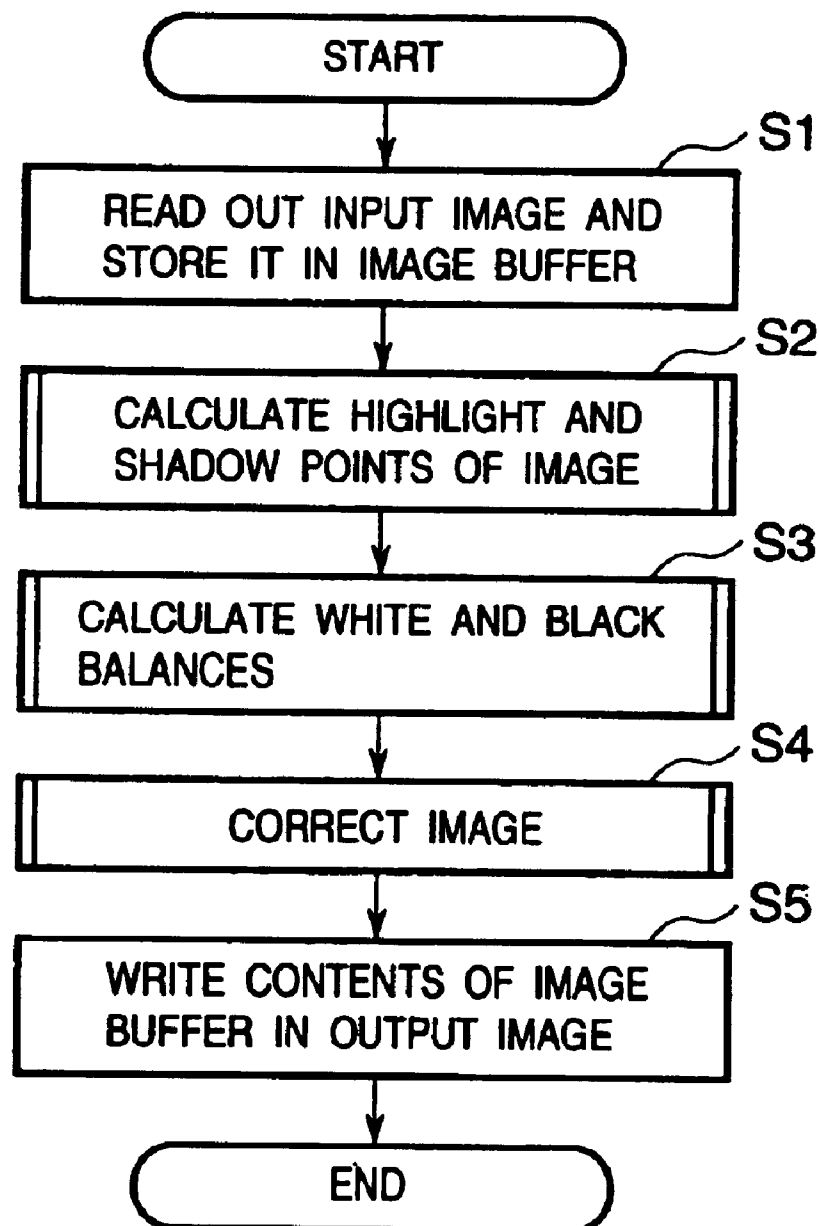 START
S1
READ OUT INPUT IMAGE AND
STORE IT IN IMAGE BUFFER
S2
CALCULATE HIGHLIGHT AND
SHADOW POINTS OF IMAGE
S3
CALCULATE WHITE AND BLACK
BALANCES
S4
CORRECT IMAGE
S5
WRITE CONTENTS OF IMAGE
BUFFER IN OUTPUT IMAGE
END